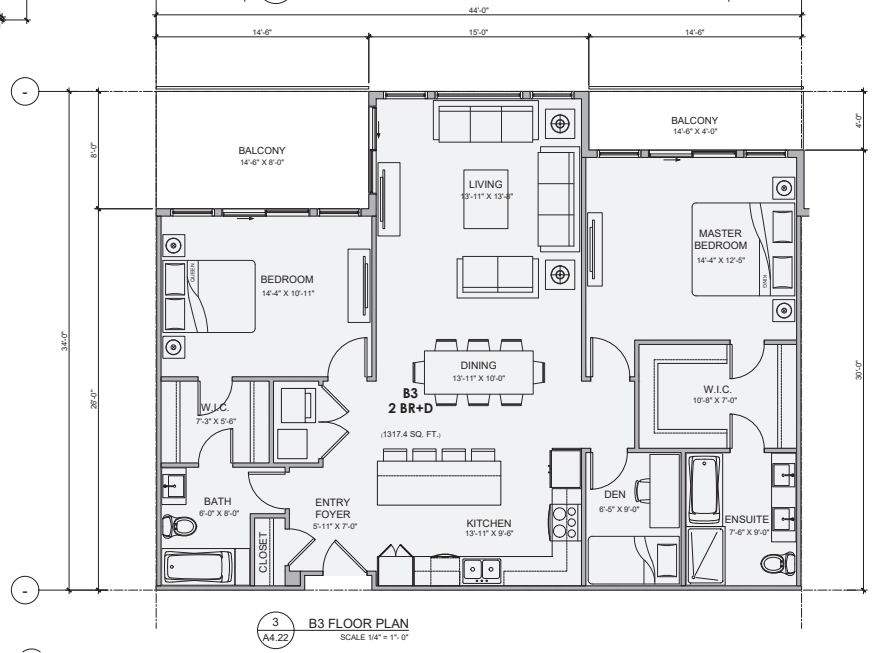 44'-0"
14'-6"
15'-0"
14'-6"
-
BALCONY
14'-6" X 8'-0"
8'-0"
BALCONY
14'-6" X 4'-0"
4'-0"
LIVING
13'-11" X 13'-8"
MASTER
BEDROOM
14'-4" X 12'-5"
KING
BEDROOM
14'-4" X 10'-11"
QUEEN
34'-0"
26'-0"
30'-0"
DINING
13'-11" X 10'-0"
B3
2 BR+D
(1317.4 SQ. FT.)
W.I.C.
7'-3" X 5'-6"
W.I.C.
10'-8" X 7'-0"
BATH
6'-0" X 8'-0"
ENTRY
FOYER
5'-11" X 7'-0"
CLOSET
KITCHEN
13'-11" X 9'-6"
DEN
6'-5" X 9'-0"
ENSUITE
7'-6" X 9'-0"
-
3
A4.22
B3 FLOOR PLAN
SCALE 1/4" = 1"- 0"